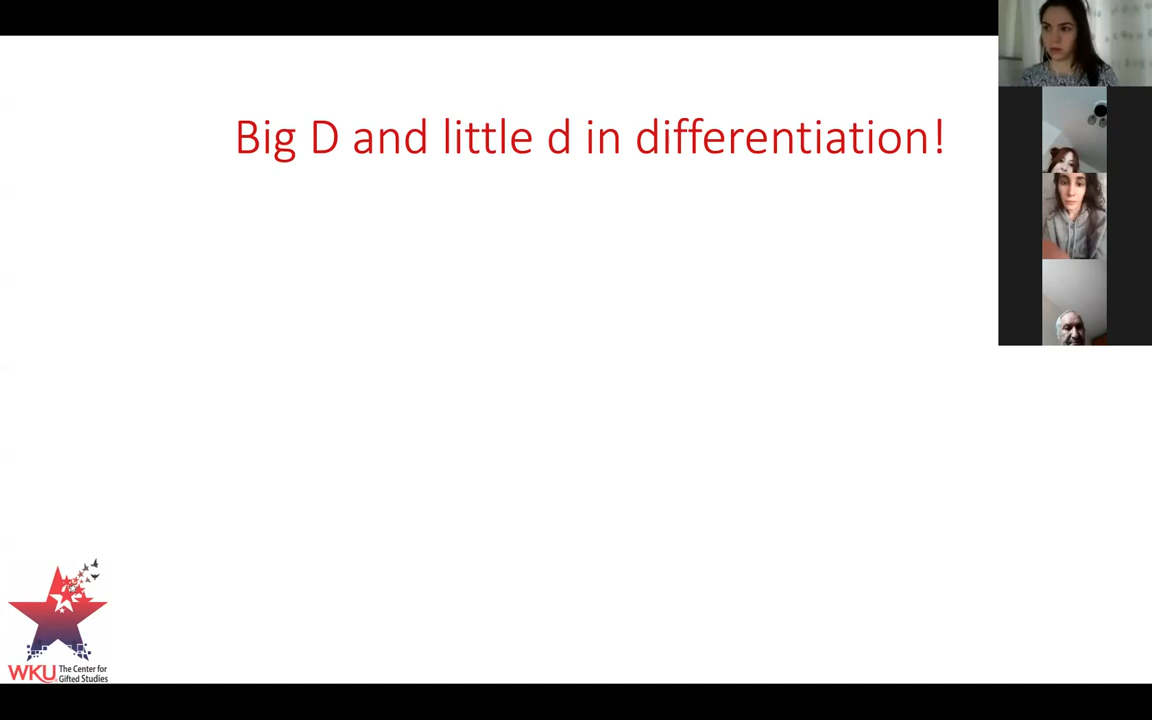 Big D and little d in differentiation!
WKU The Center for
Gifted Studies